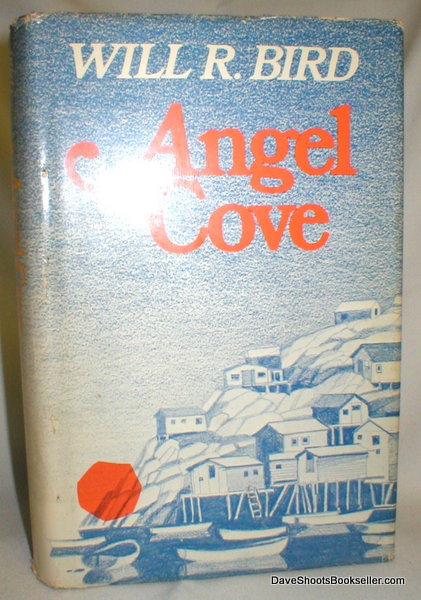 WILL R. BIRD
Angel
Cove
DaveShootsBookseller.com